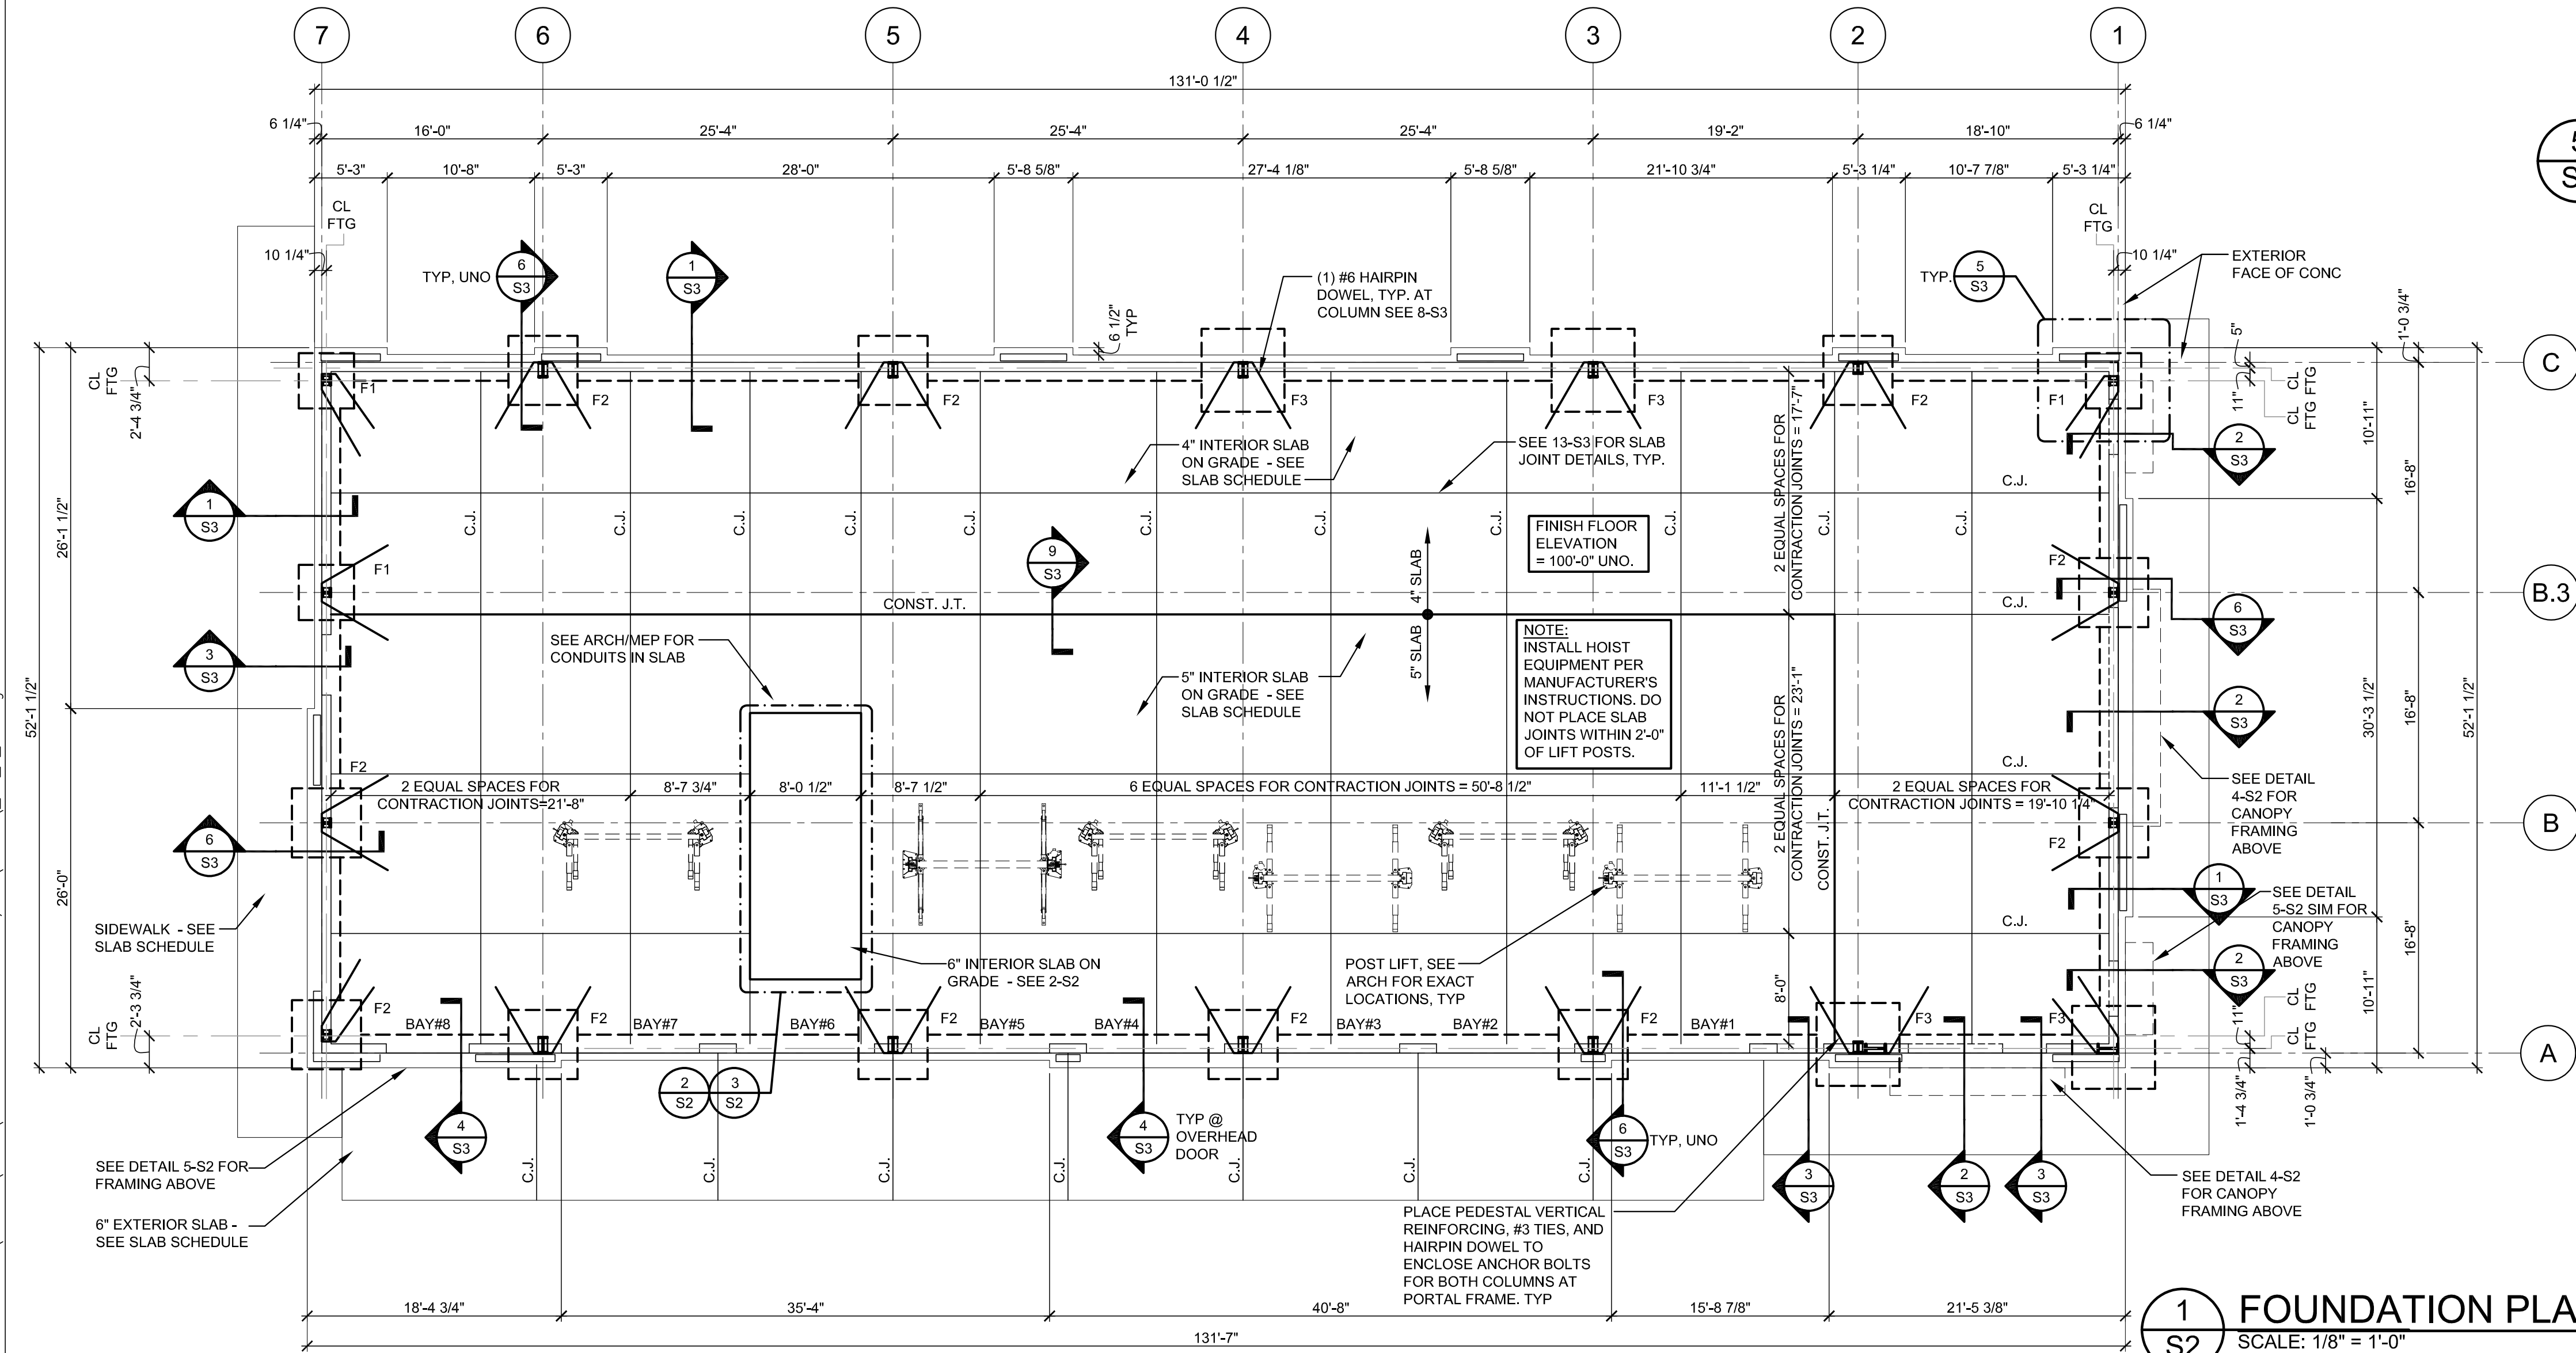 7
6
5
4
3
2
1
131'-0 1/2"
6 1/4"
16'-0"
25'-4"
25'-4"
25'-4"
19'-2"
18'-10"
6 1/4"
5'-3"
10'-8"
5'-3"
28'-0"
5'-8 5/8"
27'-4 1/8"
5'-8 5/8"
21'-10 3/4"
5'-3 1/4"
10'-7 7/8"
5'-3 1/4"
CL
FTG
10 1/4"
TYP, UNO
6
S3
1
S3
(1) #6 HAIRPIN
DOWEL, TYP. AT
COLUMN SEE 8-S3
6 1/2"
TYP
TYP.
5
S3
CL
FTG
10 1/4"
EXTERIOR
FACE OF CONC
5"
11"
1'-0 3/4"
CL
FTG
CL
FTG
C
CL
FTG
2'-4 3/4"
F1
F2
F2
F3
F3
F2
F1
4" INTERIOR SLAB
ON GRADE - SEE
SLAB SCHEDULE
SEE 13-S3 FOR SLAB
JOINT DETAILS, TYP.
2 EQUAL SPACES FOR
CONTRACTION JOINTS = 17'-7"
2
S3
10'-11"
16'-8"
C.J.
1
S3
26'-1 1/2"
C.J.
C.J.
C.J.
C.J.
C.J.
C.J.
C.J.
C.J.
C.J.
C.J.
C.J.
9
S3
4" SLAB
5" SLAB
FINISH FLOOR
ELEVATION
= 100'-0" UNO.
F1
F2
B.3
CONST. J.T.
C.J.
6
S3
3
S3
SEE ARCH/MEP FOR
CONDUITS IN SLAB
5" INTERIOR SLAB
ON GRADE - SEE
SLAB SCHEDULE
NOTE:
INSTALL HOIST
EQUIPMENT PER
MANUFACTURER'S
INSTRUCTIONS. DO
NOT PLACE SLAB
JOINTS WITHIN 2'-0"
OF LIFT POSTS.
2 EQUAL SPACES FOR
CONTRACTION JOINTS = 23'-1"
2
S3
52'-1 1/2"
30'-3 1/2"
16'-8"
52'-1 1/2"
F2
C.J.
2 EQUAL SPACES FOR
CONTRACTION JOINTS=21'-8"
8'-7 3/4"
8'-0 1/2"
8'-7 1/2"
6 EQUAL SPACES FOR CONTRACTION JOINTS = 50'-8 1/2"
11'-1 1/2"
2 EQUAL SPACES FOR
CONTRACTION JOINTS = 19'-10 1/4"
SEE DETAIL
4-S2 FOR
CANOPY
FRAMING
ABOVE
B
F2
CONST. J.T.
6
S3
26'-0"
1
S3
SEE DETAIL
5-S2 SIM FOR
CANOPY
FRAMING
ABOVE
C.J.
SIDEWALK - SEE
SLAB SCHEDULE
6" INTERIOR SLAB ON
GRADE - SEE 2-S2
POST LIFT, SEE
ARCH FOR EXACT
LOCATIONS, TYP
8'-0"
2
S3
16'-8"
10'-11"
2'-3 3/4"
CL
FTG
F2
BAY#8
F2
BAY#7
BAY#6
F2
BAY#5
BAY#4
F2
BAY#3
BAY#2
F2
BAY#1
F3
F3
11"
CL
FTG
CL
FTG
A
1'-4 3/4"
1'-0 3/4"
2
S2
3
S2
4
S3
4
S3
TYP @
OVERHEAD
DOOR
6
S3
TYP, UNO
3
S3
2
S3
3
S3
C.J.
C.J.
C.J.
C.J.
C.J.
C.J.
C.J.
SEE DETAIL 5-S2 FOR
FRAMING ABOVE
6" EXTERIOR SLAB -
SEE SLAB SCHEDULE
PLACE PEDESTAL VERTICAL
REINFORCING, #3 TIES, AND
HAIRPIN DOWEL TO
ENCLOSE ANCHOR BOLTS
FOR BOTH COLUMNS AT
PORTAL FRAME. TYP
SEE DETAIL 4-S2
FOR CANOPY
FRAMING ABOVE
18'-4 3/4"
35'-4"
40'-8"
15'-8 7/8"
21'-5 3/8"
131'-7"
1
S2
FOUNDATION PLA
SCALE: 1/8" = 1'-0"